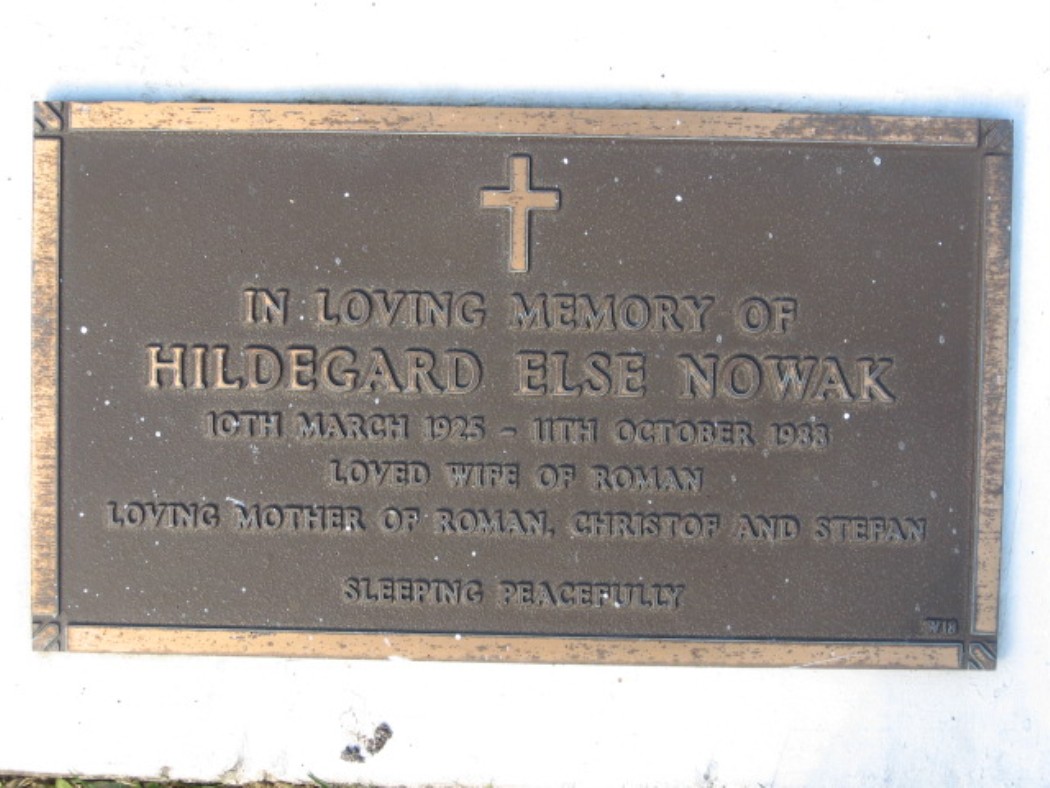 IN LOVING MEMORY OF
HILDEGARD ELSE NOWAK
10TH MARCH 1925 - 11TH OCTOBER 1988
LOVED WIFE OF ROMAN
LOVING MOTHER OF ROMAN, CHRISTOF AND STEFAN
SLEEPING PEACEFULLY